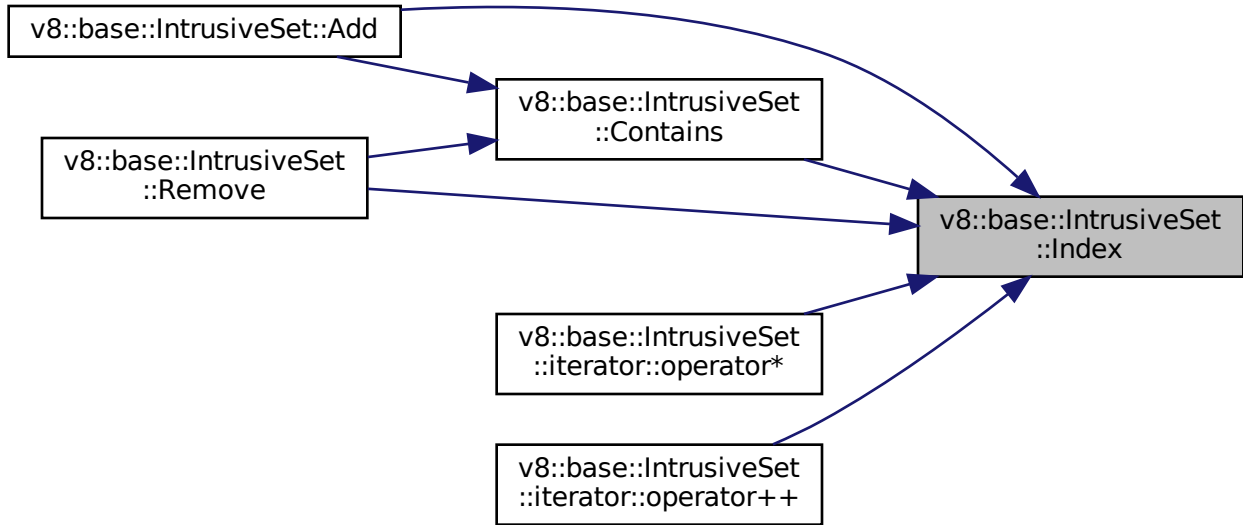 v8::base::IntrusiveSet::Add
v8::base::IntrusiveSet
::Contains
v8::base::IntrusiveSet
::Remove
v8::base::IntrusiveSet
::Index
v8::base::IntrusiveSet
::iterator::operator*
v8::base::IntrusiveSet
::iterator::operator++